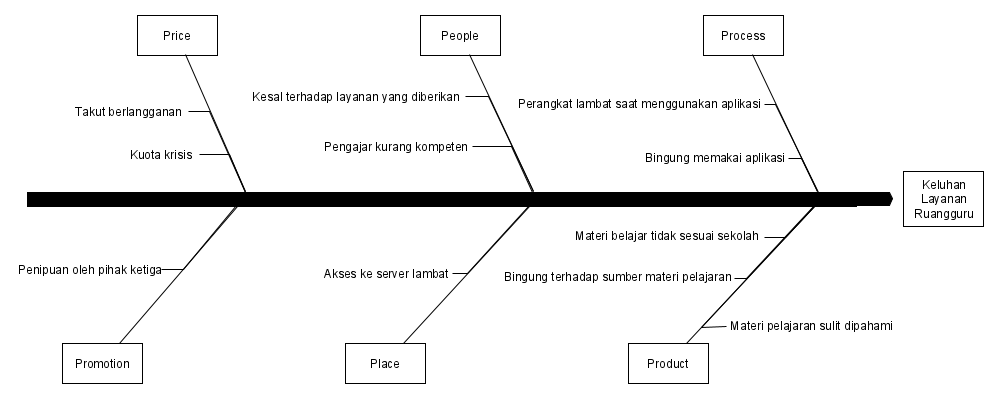 Price
People
Process
Takut berlangganan
Kesal terhadap layanan yang diberikan
Perangkat lambat saat menggunakan aplikasi
Kuota krisis
Pengajar kurang kompeten
Bingung memakai aplikasi
Keluhan
Layanan
Ruangguru
Penipuan oleh pihak ketiga
Akses ke server lambat
Materi belajar tidak sesuai sekolah
Bingung terhadap sumber materi pelajaran
Materi pelajaran sulit dipahami
Promotion
Place
Product